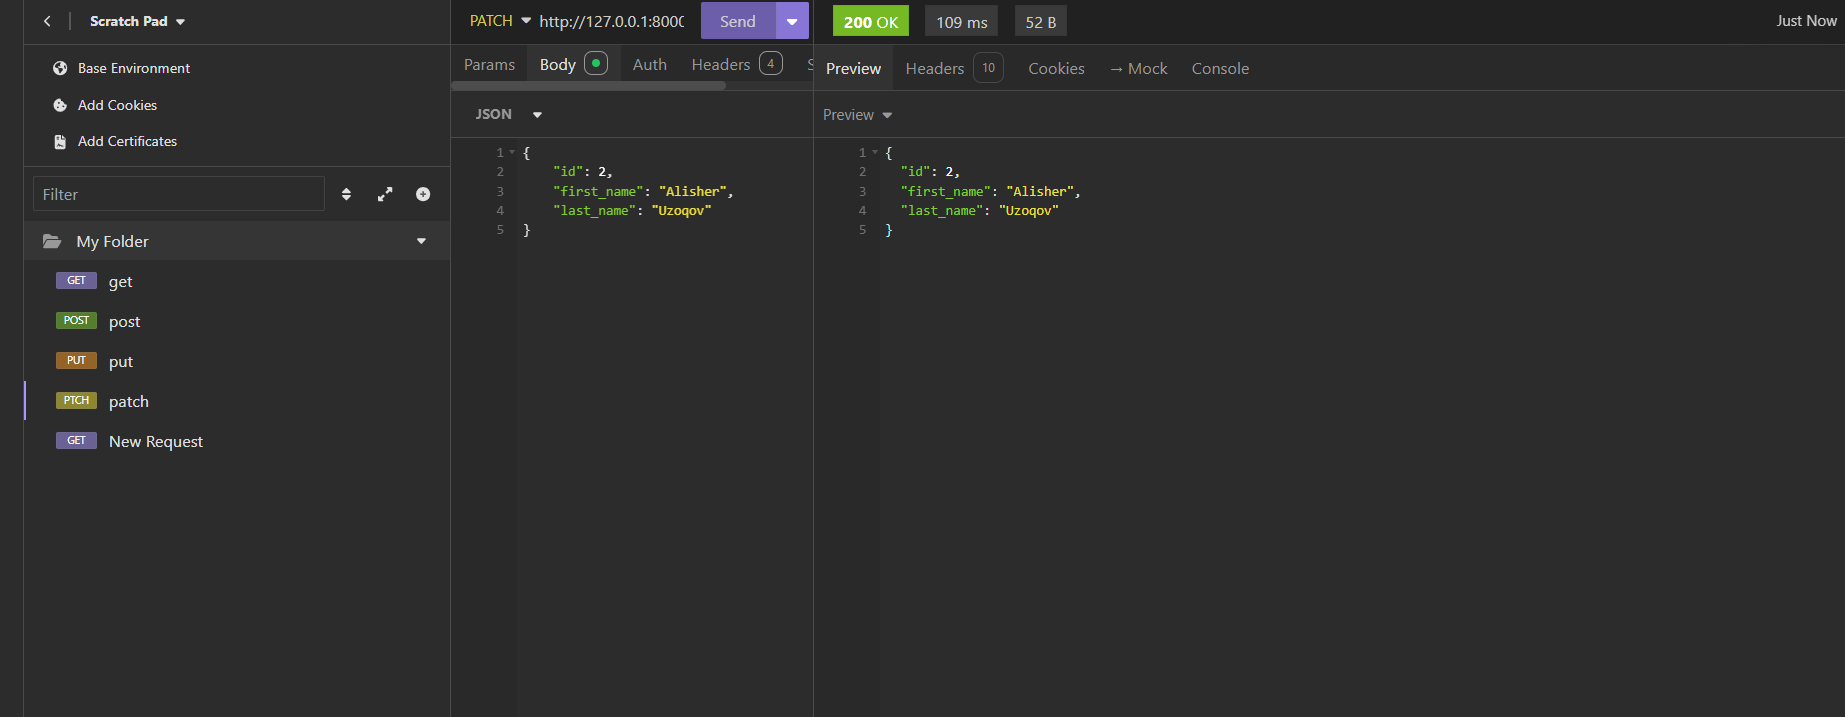 Scratch Pad
Base Environment
Add Cookies
Add Certificates
Filter
My Folder
GET get
POST post
PUT put
PTCH patch
GET New Request
PATCH http://127.0.0.1:8000 Send
Params Body Auth Headers 4 S
JSON
1 {
2 "id": 2,
3 "first_name": "Alisher",
4 "last_name": "Uzoqov"
5 }
200 OK 109 ms 52 B Just Now
Preview Headers 10 Cookies → Mock Console
Preview
1 {
2 "id": 2,
3 "first_name": "Alisher",
4 "last_name": "Uzoqov"
5 }